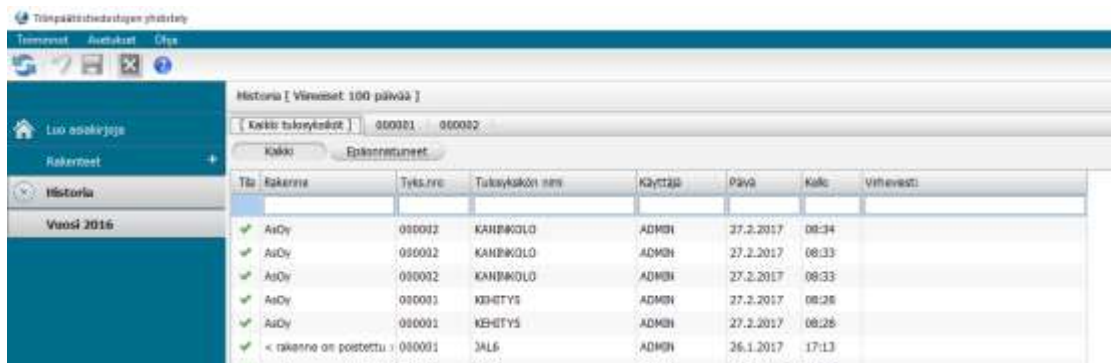 Tilinpäätöstiedostojen yhdistely
Toiminnot Asetukset Ohje
Historia [ Viimeiset 100 päivää ]
[ Kaikki tulosyksiköt ] 000001 000002
Luo asiakirjoja
Kaikki Epäonnistuneet
Rakenteet +
Tila Rakenne Tyks.nro Tulosyksikön nimi Käyttäjä Päivä Kello Virheviesti
Historia
Vuosi 2016
AsOy 000002 KANINKOLO ADMIN 27.2.2017 08:34
AsOy 000002 KANINKOLO ADMIN 27.2.2017 08:33
AsOy 000002 KANINKOLO ADMIN 27.2.2017 08:33
AsOy 000001 KEHITYS ADMIN 27.2.2017 08:28
AsOy 000001 KEHITYS ADMIN 27.2.2017 08:28
< rakenne on poistettu > 000001 ADMIN 26.1.2017 17:13